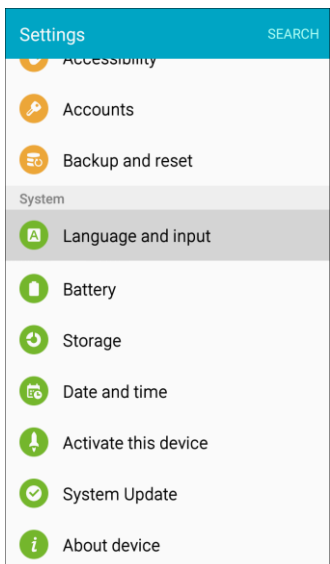 Settings
SEARCH
Accessibility
Accounts
Backup and reset
System
Language and input
Battery
Storage
Date and time
Activate this device
System Update
About device